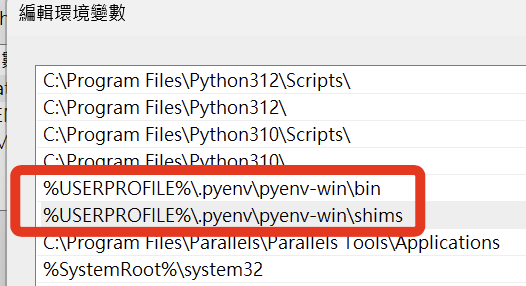 編輯環境變數
C:\Program Files\Python312\Scripts\
C:\Program Files\Python312\
C:\Program Files\Python310\Scripts\
C:\Program Files\Python310\
%USERPROFILE%\.pyenv\pyenv-win\bin
%USERPROFILE%\.pyenv\pyenv-win\shims
C:\Program Files\Parallels\Parallels Tools\Applications
%SystemRoot%\system32